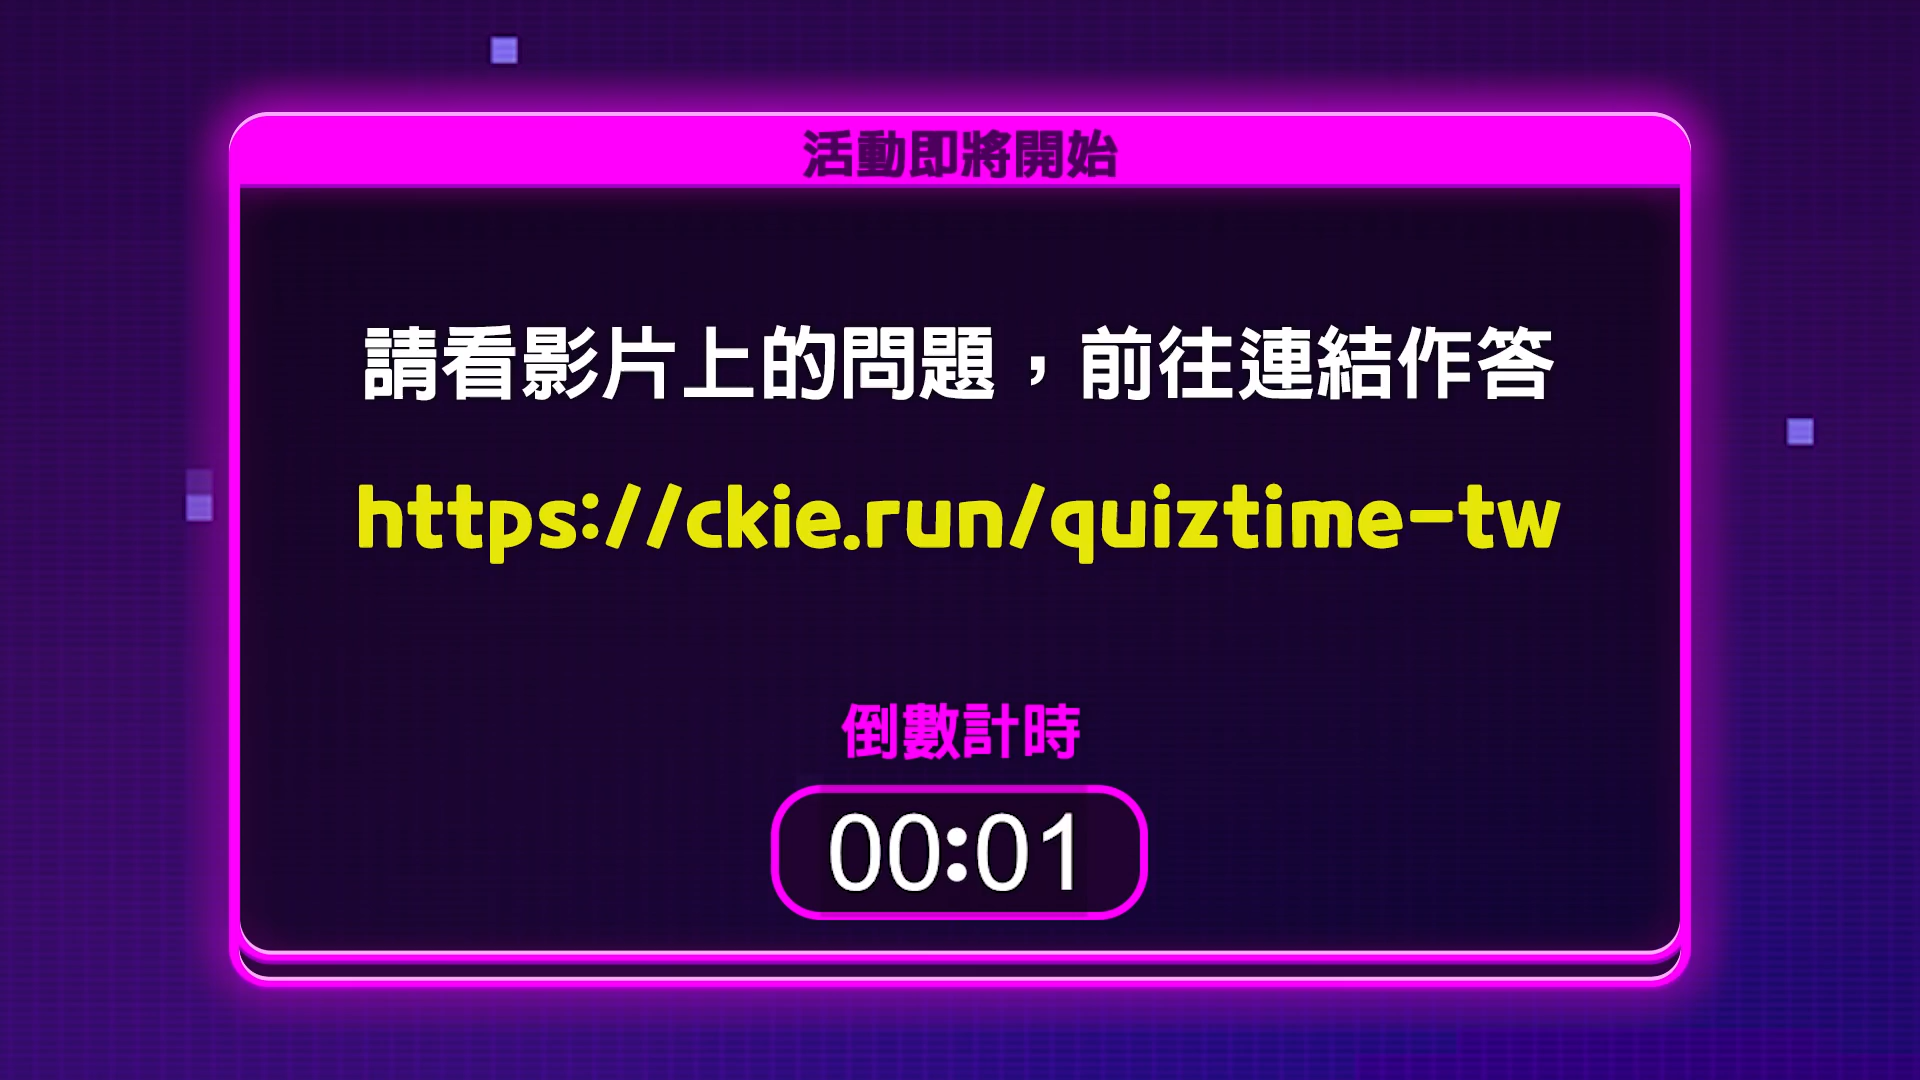 活動即將開始
請看影片上的問題，前往連結作答
https://ckie.run/quiztime-tw
倒數計時
00:01